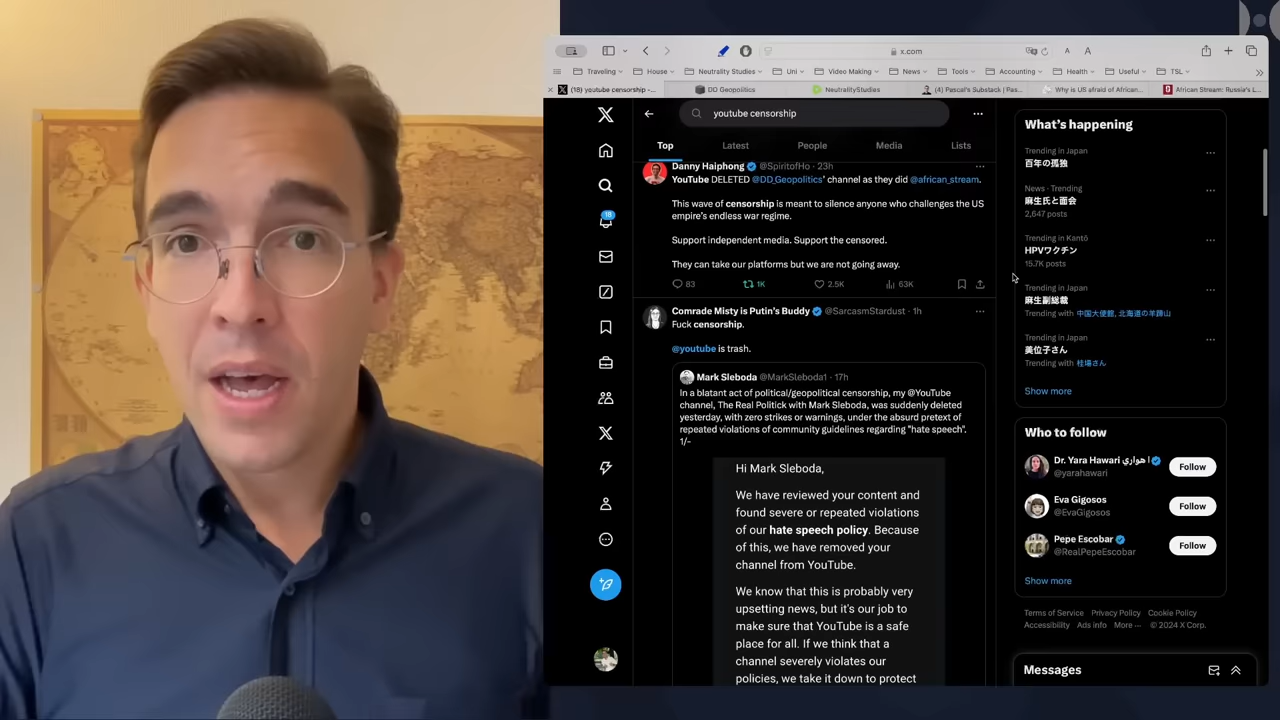 x.com
A
A
Traveling
House
Neutrality Studies
Uni
Video Making
News
Tools
Accounting
Health
Useful
TSL
(18) youtube censorship -...
DD Geopolitics
NeutralityStudies
(4) Pascal's Substack | Pas...
Why is US afraid of African...
African Stream: Russia's L...
youtube censorship
Top
Latest
People
Media
Lists
18
Danny Haiphong @SpiritofHo · 23h
YouTube DELETED @DD_Geopolitics' channel as they did @african_stream.
This wave of censorship is meant to silence anyone who challenges the US
empire's endless war regime.
Support independent media. Support the censored.
They can take our platforms but we are not going away.
83
1K
2.5K
63K
Comrade Misty is Putin's Buddy @SarcasmStardust · 1h
Fuck censorship.
@youtube is trash.
Mark Sleboda @MarkSleboda1 · 17h
In a blatant act of political/geopolitical censorship, my @YouTube
channel, The Real Politick with Mark Sleboda, was suddenly deleted
yesterday, with zero strikes or warnings, under the absurd pretext of
repeated violations of community guidelines regarding "hate speech".
1/-
Hi Mark Sleboda,
We have reviewed your content and
found severe or repeated violations
of our hate speech policy. Because
of this, we have removed your
channel from YouTube.
We know that this is probably very
upsetting news, but it's our job to
make sure that YouTube is a safe
place for all. If we think that a
channel severely violates our
policies, we take it down to protect
What's happening
Trending in Japan
百年の孤独
News · Trending
麻生氏と面会
2,647 posts
Trending in Kantō
HPVワクチン
15.7K posts
Trending in Japan
麻生副総裁
Trending with 中国大使館, 北海道の羊蹄山
Trending in Japan
美位子さん
Trending with 桂場さん
Show more
Who to follow
Dr. Yara Hawari
@yarahawari
Follow
Eva Gigosos
@EvaGigosos
Follow
Pepe Escobar
@RealPepeEscobar
Follow
Show more
Terms of Service Privacy Policy Cookie Policy
Accessibility Ads info More ... © 2024 X Corp.
Messages